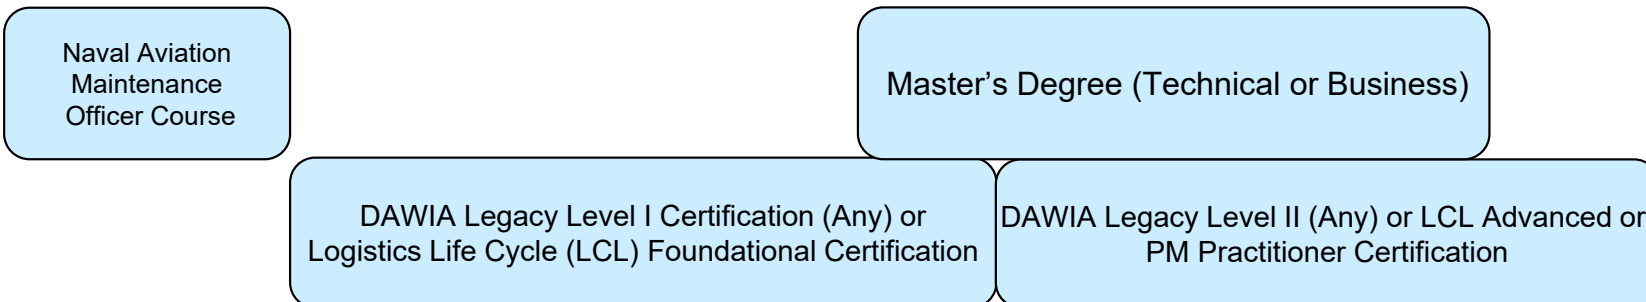 Naval Aviation
Maintenance
Officer Course
Master's Degree (Technical or Business)
DAWIA Legacy Level I Certification (Any) or
Logistics Life Cycle (LCL) Foundational Certification
DAWIA Legacy Level II (Any) or LCL Advanced or
PM Practitioner Certification